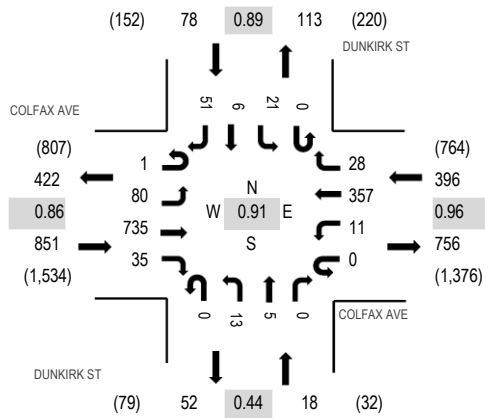 (152) 78 0.89 113 (220)
DUNKIRK ST
COLFAX AVE
51 6 21 0
(807) (764)
1 28
422 396
80 357
N
0.86 W 0.91 E 0.96
735 11
851 S 756
35 0
(1,534) (1,376)
0 13 5 0
COLFAX AVE
DUNKIRK ST
(79) 52 0.44 18 (32)